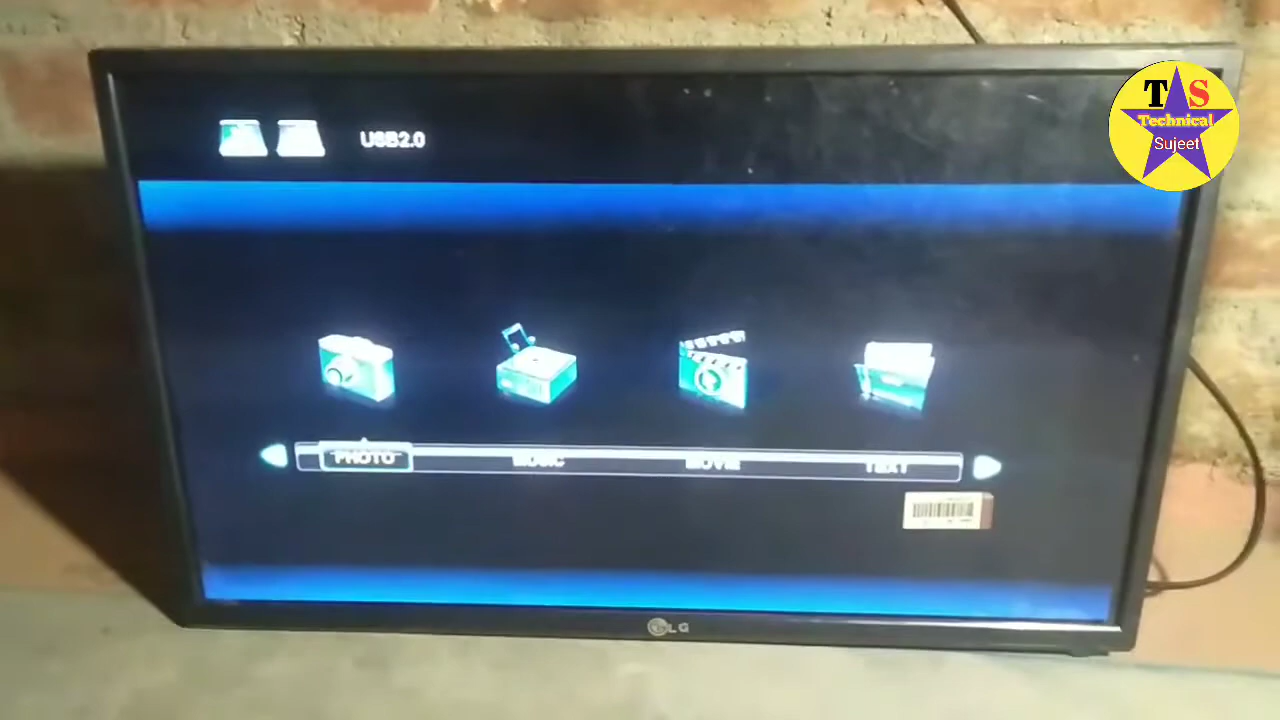 USB2.0
T S
Technical
Sujeet
PHOTO
MUSIC
MOVIE
TEXT
LG